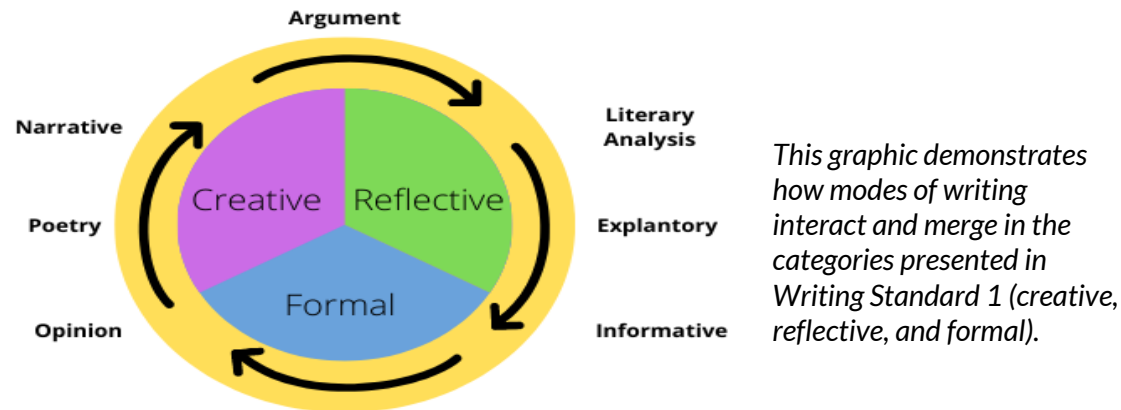 Argument
Narrative
Literary
Analysis
Creative
Reflective
Poetry
Explantory
Formal
Opinion
Informative
This graphic demonstrates
how modes of writing
interact and merge in the
categories presented in
Writing Standard 1 (creative,
reflective, and formal).